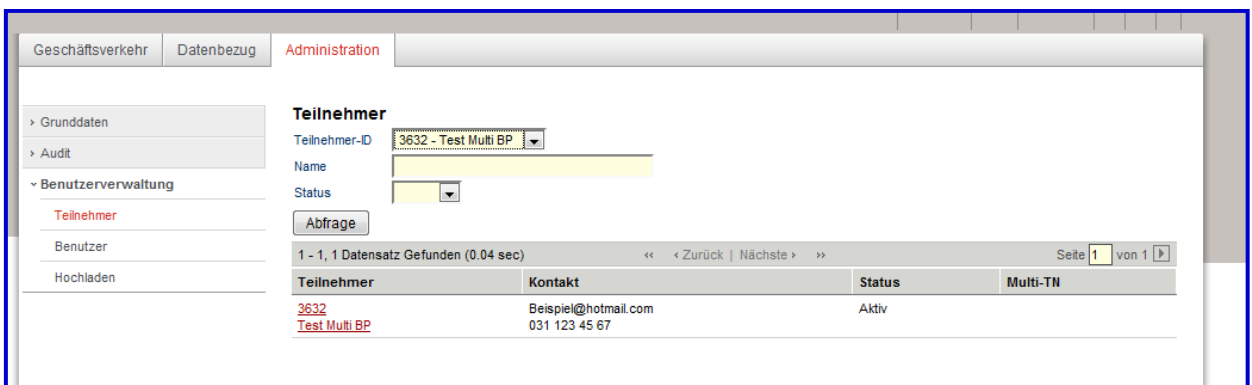 Geschäftsverkehr Datenbezug Administration
› Grunddaten
› Audit
Benutzerverwaltung
Teilnehmer
Benutzer
Hochladen
Teilnehmer
Teilnehmer-ID 3632 - Test Multi BP
Name
Status
Abfrage
1 - 1, 1 Datensatz Gefunden (0.04 sec) ‹‹ ‹ Zurück | Nächste › ›› Seite 1 von 1
Teilnehmer Kontakt Status Multi-TN
3632 Beispiel@hotmail.com Aktiv
Test Multi BP 031 123 45 67